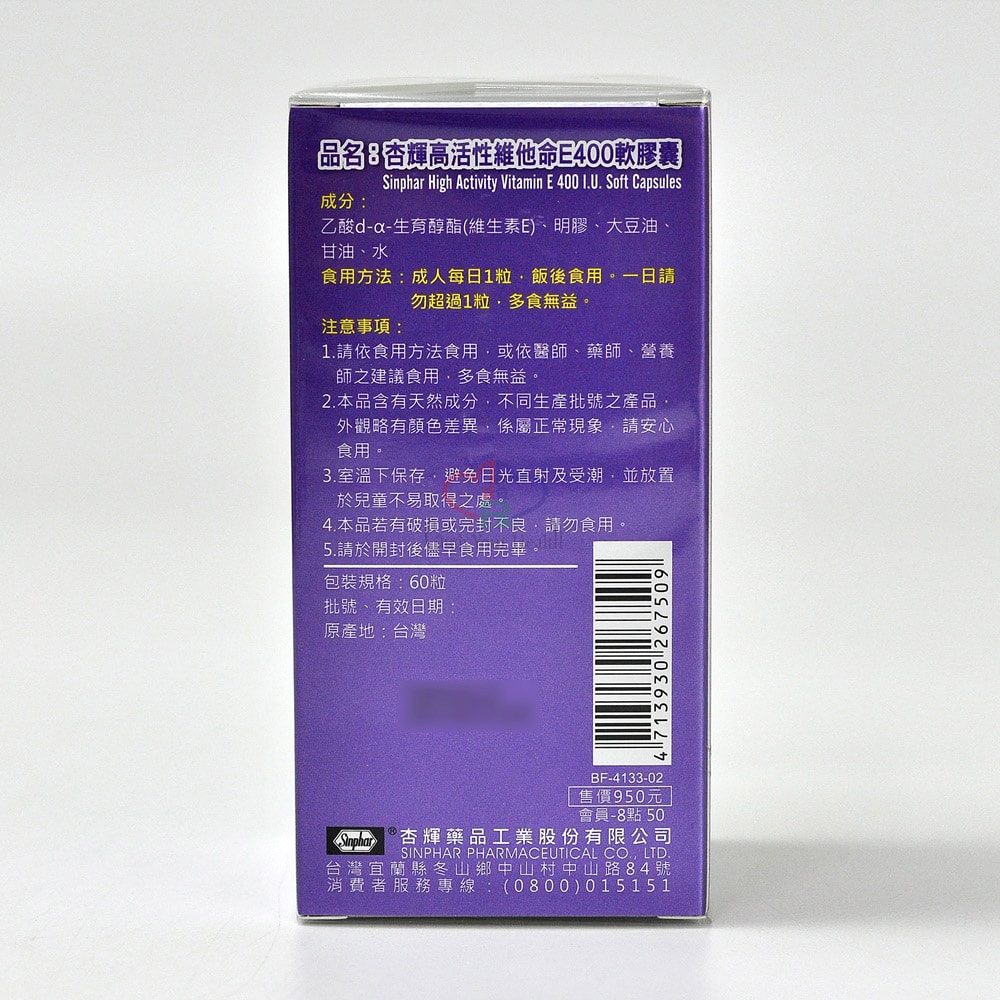 品名：杏輝高活性維他命E400軟膠囊
Sinphar High Activity Vitamin E 400 I.U. Soft Capsules
成分：
乙酸d-α-生育醇酯(維生素E)、明膠、大豆油、
甘油、水
食用方法：成人每日1粒，飯後食用。一日請
勿超過1粒，多食無益。
注意事項：
1.請依食用方法食用，或依醫師、藥師、營養
師之建議食用，多食無益。
2.本品含有天然成分，不同生產批號之產品，
外觀略有顏色差異，係屬正常現象，請安心
食用。
3.室溫下保存，避免日光直射及受潮，並放置
於兒童不易取得之處。
4.本品若有破損或完封不良，請勿食用。
5.請於開封後儘早食用完畢。
包裝規格：60粒
批號、有效日期：
原產地：台灣
4 713930 267509
BF-4133-02
售價950元
會員-8點 50
Sinphar ® 杏輝藥品工業股份有限公司
SINPHAR PHARMACEUTICAL CO., LTD.
台灣宜蘭縣冬山鄉中山村中山路84號
消費者服務專線：(0800)015151